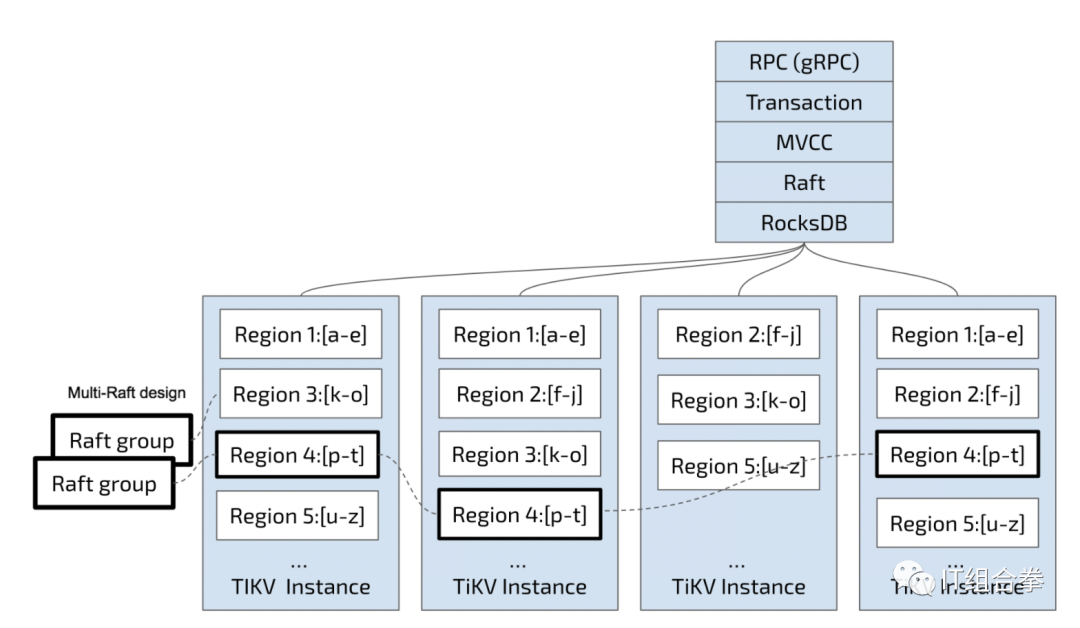 RPC (gRPC)
Transaction
MVCC
Raft
RocksDB
Multi-Raft design
Raft group
Raft group
Region 1:[a-e]
Region 3:[k-o]
Region 4:[p-t]
Region 5:[u-z]
...
TIKV Instance
Region 1:[a-e]
Region 2:[f-j]
Region 3:[k-o]
Region 4:[p-t]
...
TiKV Instance
Region 2:[f-j]
Region 3:[k-o]
Region 5:[u-z]
...
TiKV Instance
Region 1:[a-e]
Region 2:[f-j]
Region 4:[p-t]
Region 5:[u-z]
...
TiKV Instance
IT组合拳